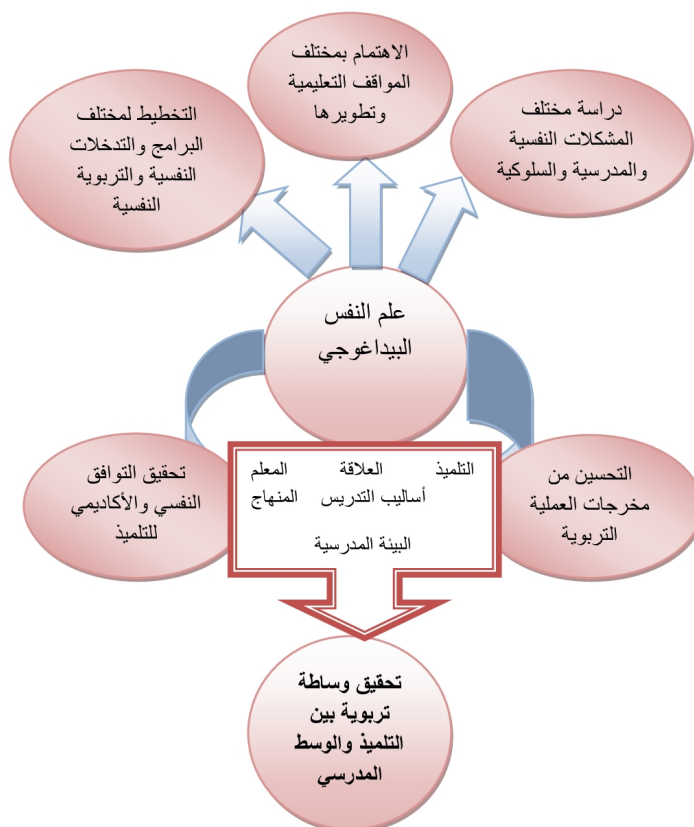 الاهتمام بمختلف
المواقف التعليمية
وتطويرها
دراسة مختلف
المشكلات النفسية
والمدرسية والسلوكية
التخطيط لمختلف
البرامج والتدخلات
النفسية والتربوية
النفسية
علم النفس
البيداغوجي
التحسين من
مخرجات العملية
التربوية
التلميذ العلاقة المعلم
أساليب التدريس المنهاج
البيئة المدرسية
تحقيق التوافق
النفسي والأكاديمي
للتلميذ
تحقيق وساطة
تربوية بين
التلميذ والوسط
المدرسي